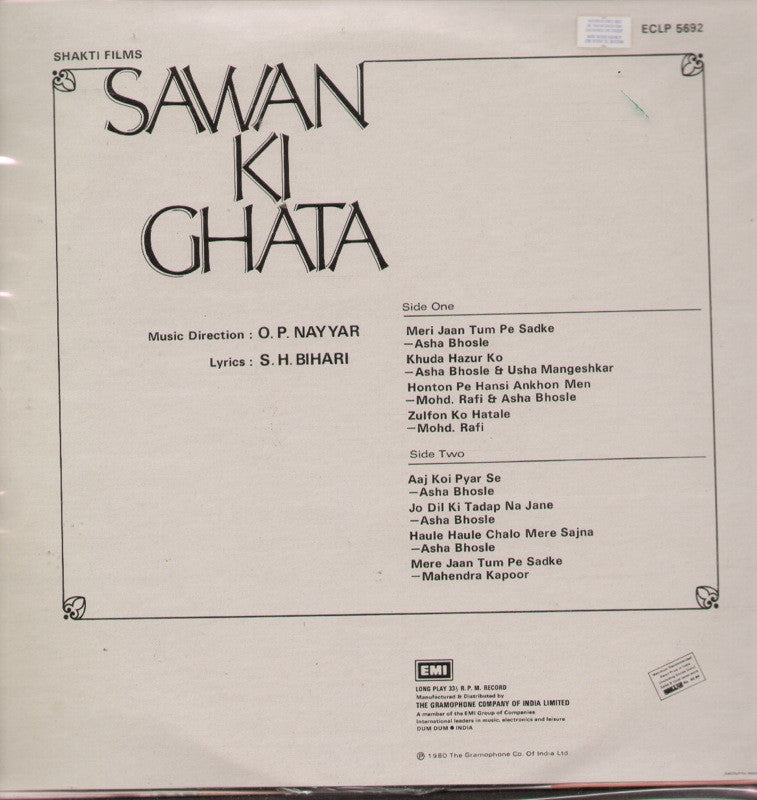 ECLP 5692
SHAKTI FILMS
SAWAN
KI
GHATA
Music Direction : O. P. NAYYAR
Lyrics : S. H. BIHARI
Side One
Meri Jaan Tum Pe Sadke
—Asha Bhosle
Khuda Hazur Ko
—Asha Bhosle & Usha Mangeshkar
Honton Pe Hansi Ankhon Men
—Mohd. Rafi & Asha Bhosle
Zulfon Ko Hatale
—Mohd. Rafi
Side Two
Aaj Koi Pyar Se
—Asha Bhosle
Jo Dil Ki Tadap Na Jane
—Asha Bhosle
Haule Haule Chalo Mere Sajna
—Asha Bhosle
Mere Jaan Tum Pe Sadke
—Mahendra Kapoor
EMI
LONG PLAY 33⅓ R. P. M. RECORD
Manufactured & Distributed by
THE GRAMOPHONE COMPANY OF INDIA LIMITED
A member of the EMI Group of Companies
International leaders in music, electronics and leisure
DUM DUM ● INDIA
℗ 1980 The Gramophone Co. Of India Ltd.